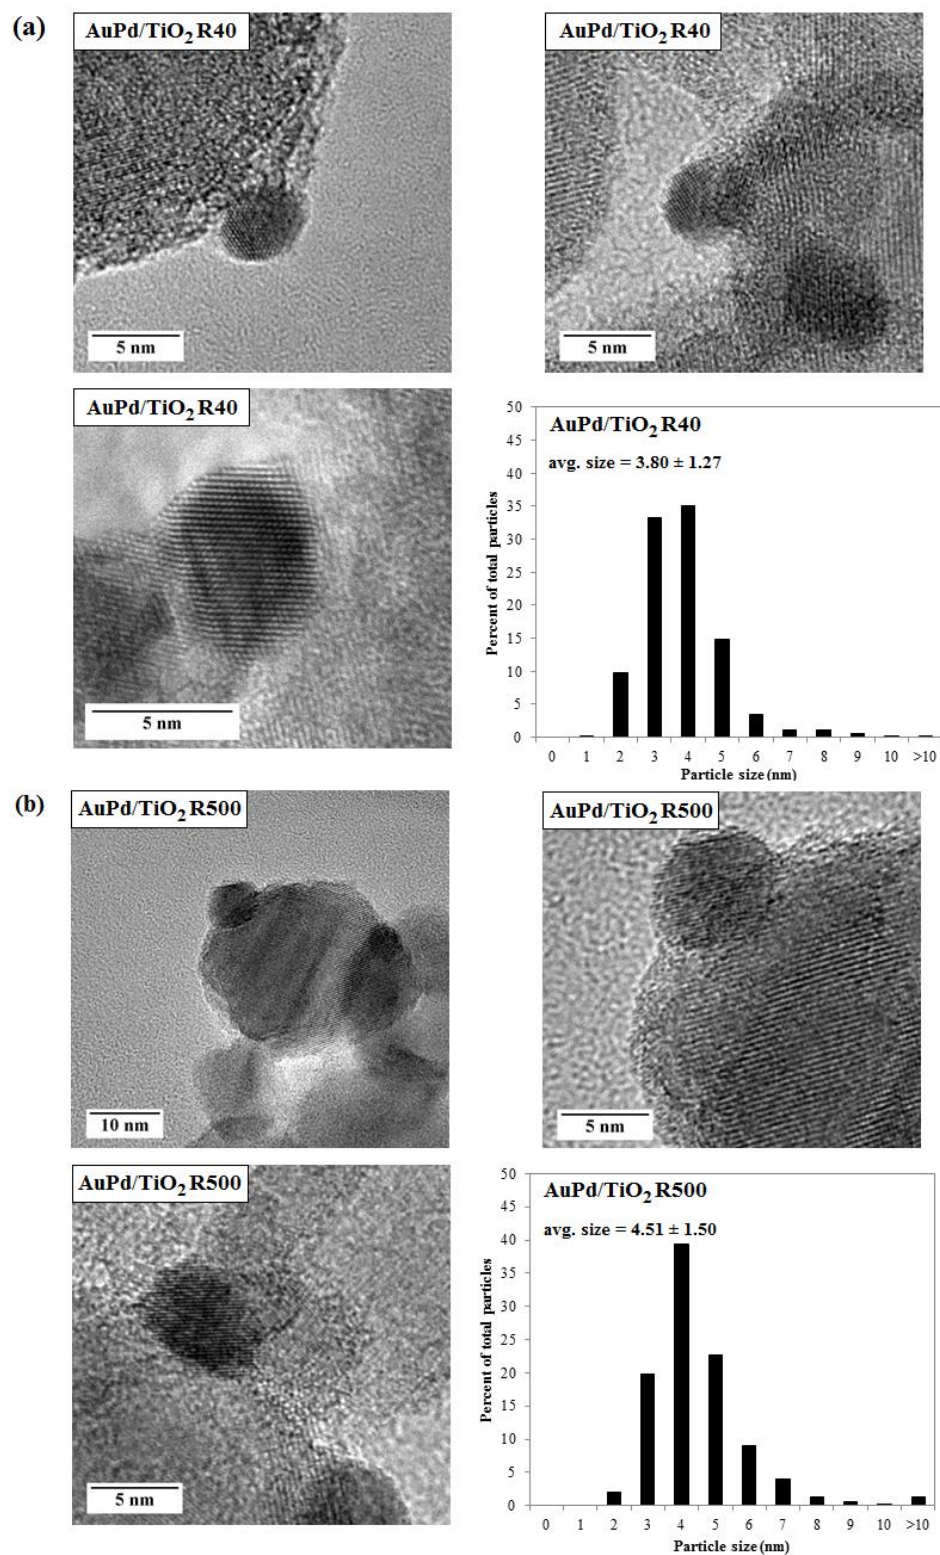 (a)
AuPd/TiO₂ R40
5 nm
AuPd/TiO₂ R40
5 nm
AuPd/TiO₂ R40
5 nm
AuPd/TiO₂ R40
avg. size = 3.80 ± 1.27
Percent of total particles
50
45
40
35
30
25
20
15
10
5
0
0 1 2 3 4 5 6 7 8 9 10 >10
Particle size (nm)
(b)
AuPd/TiO₂ R500
10 nm
AuPd/TiO₂ R500
5 nm
AuPd/TiO₂ R500
5 nm
AuPd/TiO₂ R500
avg. size = 4.51 ± 1.50
Percent of total particles
50
45
40
35
30
25
20
15
10
5
0
0 1 2 3 4 5 6 7 8 9 10 >10
Particle size (nm)